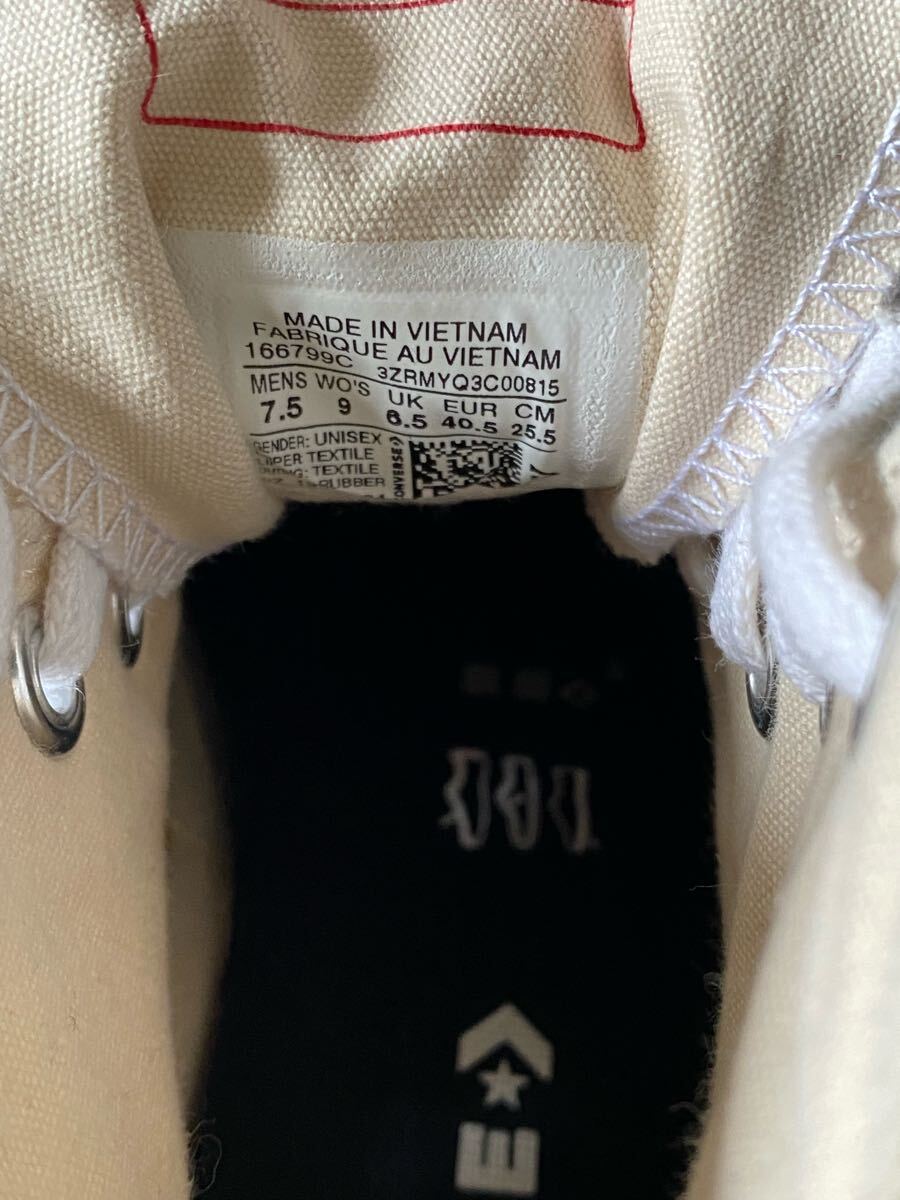 MADE IN VIETNAM
FABRIQUE AU VIETNAM
166799C 3ZRMYQ3C00815
MENS WO'S UK EUR CM
7.5 9 6.5 40.5 25.5
GENDER: UNISEX
UPPER TEXTILE
TEXTILE
RUBBER
CONVERSE
E